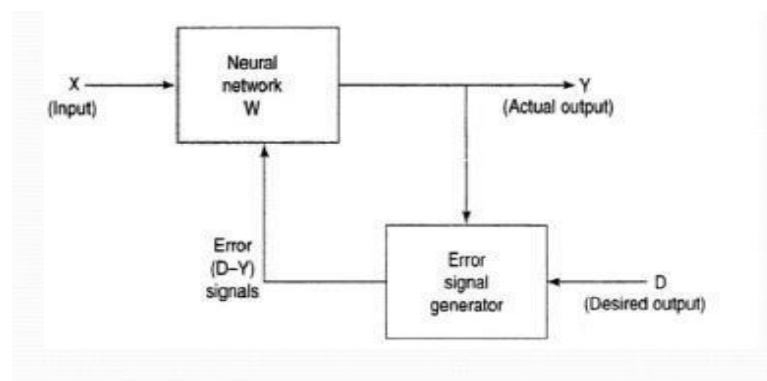 X
(Input)
Neural
network
W
Y
(Actual output)
Error
(D–Y)
signals
Error
signal
generator
D
(Desired output)